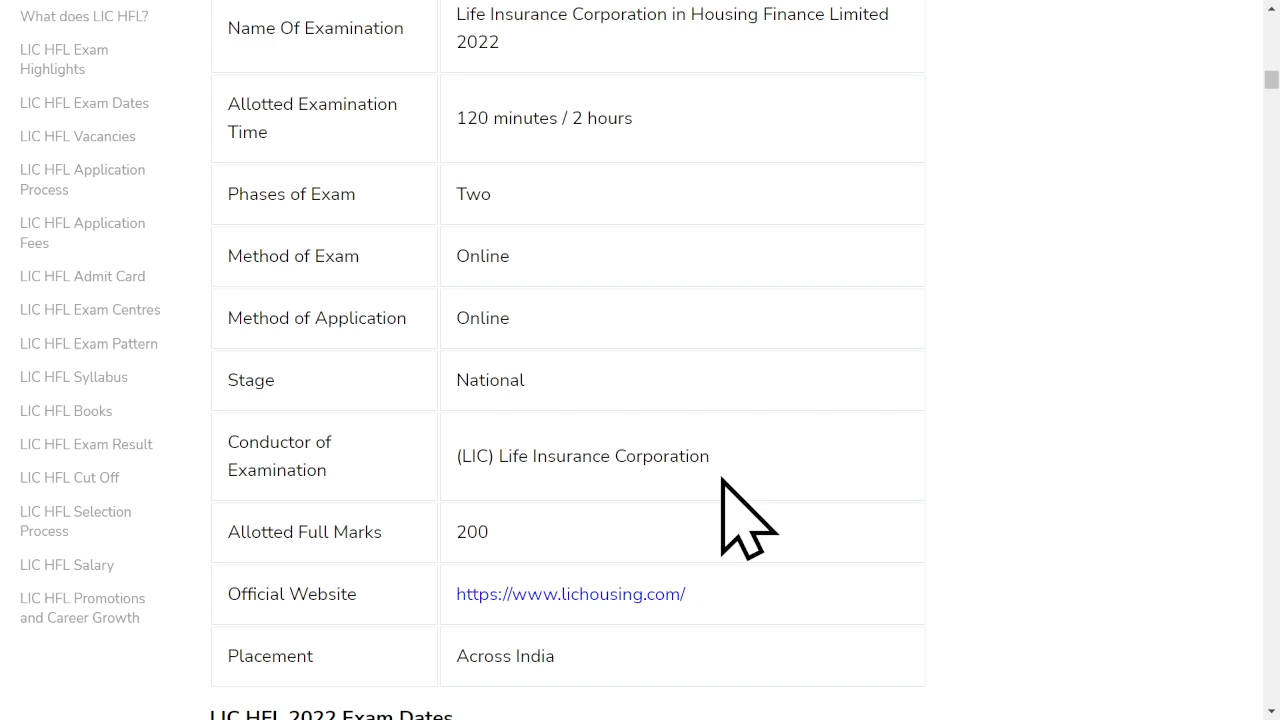 What does LIC HFL?
LIC HFL Exam
Highlights
LIC HFL Exam Dates
LIC HFL Vacancies
LIC HFL Application
Process
LIC HFL Application
Fees
LIC HFL Admit Card
LIC HFL Exam Centres
LIC HFL Exam Pattern
LIC HFL Syllabus
LIC HFL Books
LIC HFL Exam Result
LIC HFL Cut Off
LIC HFL Selection
Process
LIC HFL Salary
LIC HFL Promotions
and Career Growth
Name Of Examination
Life Insurance Corporation in Housing Finance Limited
2022
Allotted Examination
Time
120 minutes / 2 hours
Phases of Exam
Two
Method of Exam
Online
Method of Application
Online
Stage
National
Conductor of
Examination
(LIC) Life Insurance Corporation
Allotted Full Marks
200
Official Website
https://www.lichousing.com/
Placement
Across India
LIC HFL 2022 Exam Dates